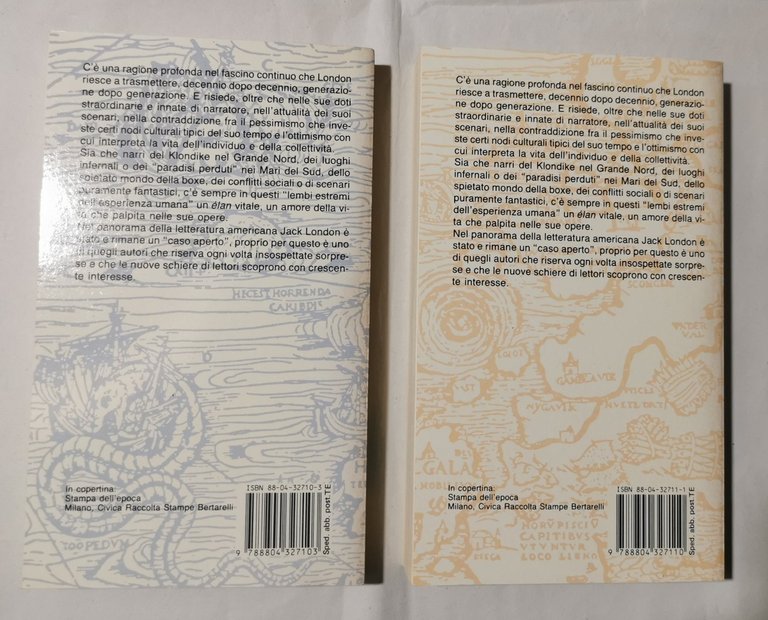 C'è una ragione profonda nel fascino continuo che London
riesce a trasmettere, decennio dopo decennio, generazio-
ne dopo generazione. E risiede, oltre che nelle sue doti
straordinarie e innate di narratore, nell'attualità dei suoi
scenari, nella contraddizione fra il pessimismo che inve-
ste certi nodi culturali tipici del suo tempo e l'ottimismo con
cui interpreta la vita dell'individuo e della collettività.
Sia che narri del Klondike nel Grande Nord, dei luoghi
infernali o dei "paradisi perduti" nei Mari del Sud, dello
spietato mondo della boxe, dei conflitti sociali o di scenari
puramente fantastici, c'è sempre in questi "lembi estremi
dell'esperienza umana" un élan vitale, un amore della vi-
ta che palpita nelle sue opere.
Nel panorama della letteratura americana Jack London è
stato e rimane un "caso aperto", proprio per questo è uno
di quegli autori che riserva ogni volta insospettate sorpre-
se e che le nuove schiere di lettori scoprono con crescen-
te interesse.
HIC EST HORRENDA
CARIBDIS
TOO PEDVM
In copertina:
Stampa dell'epoca
Milano, Civica Raccolta Stampe Bertarelli
ISBN 88-04-32710-3
9 788804 327103
Sped. abb. post.TE
C'è una ragione profonda nel fascino continuo che London
riesce a trasmettere, decennio dopo decennio, generazio-
ne dopo generazione. E risiede, oltre che nelle sue doti
straordinarie e innate di narratore, nell'attualità dei suoi
scenari, nella contraddizione fra il pessimismo che inve-
ste certi nodi culturali tipici del suo tempo e l'ottimismo con
cui interpreta la vita dell'individuo e della collettività.
Sia che narri del Klondike nel Grande Nord, dei luoghi
infernali o dei "paradisi perduti" nei Mari del Sud, dello
spietato mondo della boxe, dei conflitti sociali o di scenari
puramente fantastici, c'è sempre in questi "lembi estremi
dell'esperienza umana" un élan vitale, un amore della vi-
ta che palpita nelle sue opere.
Nel panorama della letteratura americana Jack London è
stato e rimane un "caso aperto", proprio per questo è uno
di quegli autori che riserva ogni volta insospettate sorpre-
se e che le nuove schiere di lettori scoprono con crescen-
te interesse.
GALA
HORVPISCIV
CAPITIBVS
VTVNTVR
LOCO LIGNO
In copertina:
Stampa dell'epoca
Milano, Civica Raccolta Stampe Bertarelli
ISBN 88-04-32711-1
9 788804 327110
Sped. abb. post.TE